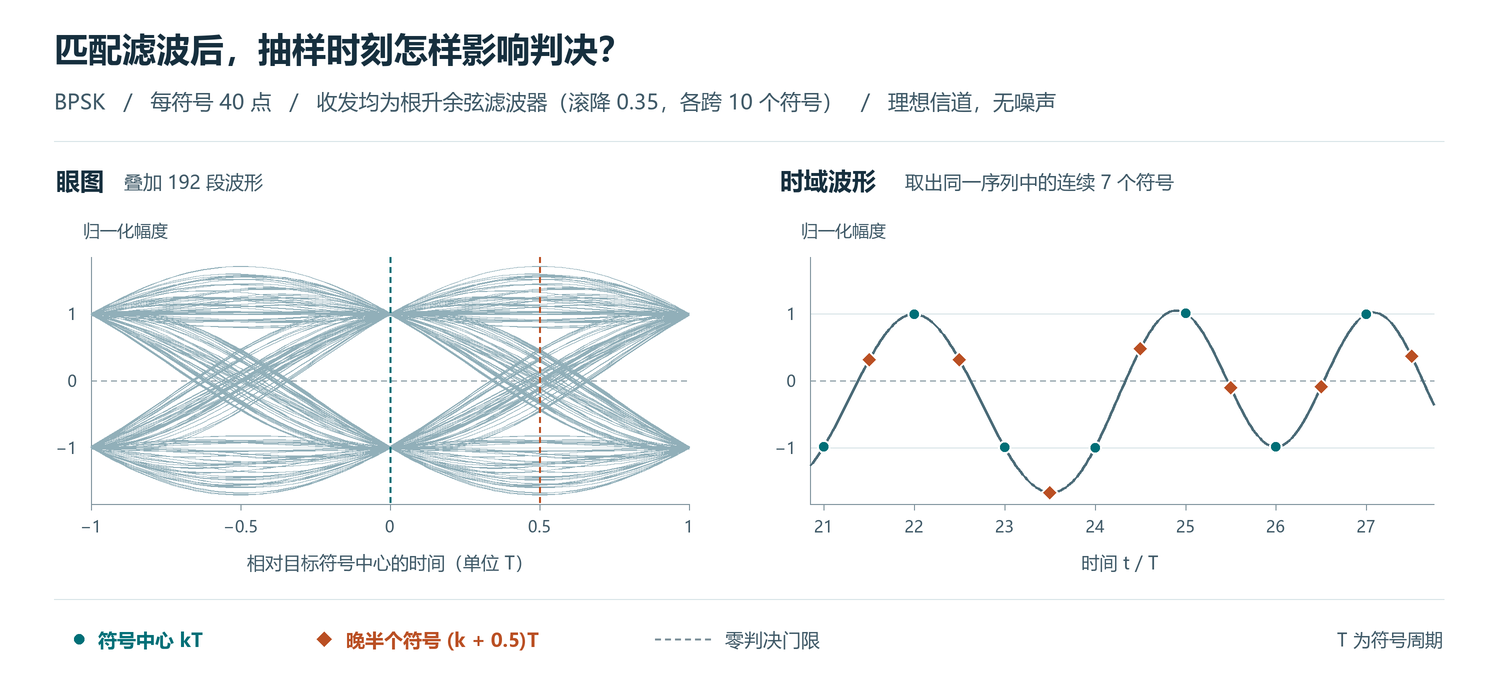 匹配滤波后，抽样时刻怎样影响判决？
BPSK / 每符号 40 点 / 收发均为根升余弦滤波器（滚降 0.35，各跨 10 个符号） / 理想信道，无噪声
眼图 叠加 192 段波形
归一化幅度
1
0
−1
−1 −0.5 0 0.5 1
相对目标符号中心的时间（单位 T）
时域波形 取出同一序列中的连续 7 个符号
归一化幅度
1
0
−1
21 22 23 24 25 26 27
时间 t / T
符号中心 kT 晚半个符号 (k + 0.5)T 零判决门限 T 为符号周期